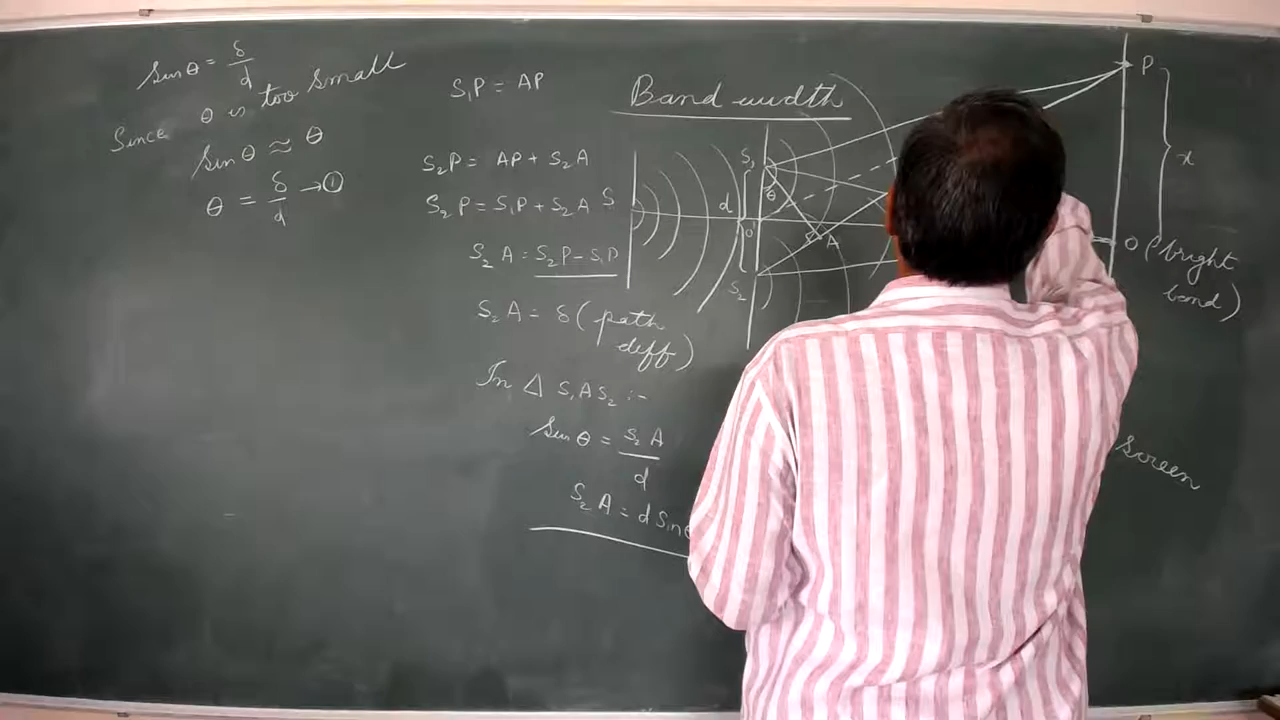 Sin θ = δ/d
Since θ is too small
Sin θ ≈ θ
θ = δ/d → ①
S₁P = AP
S₂P = AP + S₂A
S₂P = S₁P + S₂A
S₂A = S₂P - S₁P
S₂A = δ (path
diff)
In Δ S₁AS₂ :-
Sin θ = S₂A/d
S₂A = d Sin θ
Band width
S
S₁
d
θ
O'
A
S₂
P
x
O (bright
band)
Screen